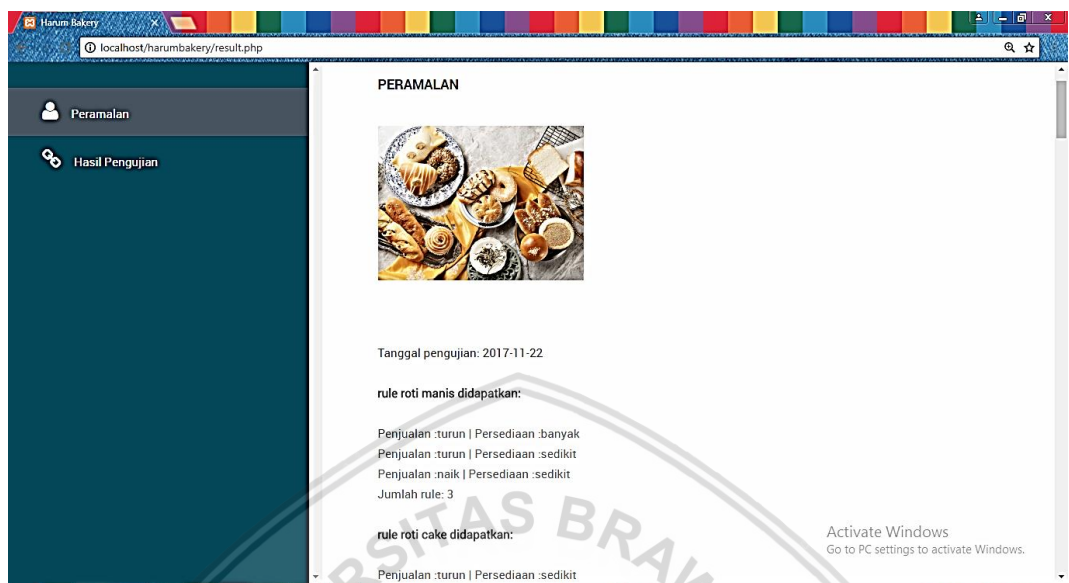 Harum Bakery
localhost/harumbakery/result.php
Peramalan
Hasil Pengujian
PERAMALAN
Tanggal pengujian: 2017-11-22
rule roti manis didapatkan:
Penjualan :turun | Persediaan :banyak
Penjualan :turun | Persediaan :sedikit
Penjualan :naik | Persediaan :sedikit
Jumlah rule: 3
rule roti cake didapatkan:
Penjualan :turun | Persediaan :sedikit
Activate Windows
Go to PC settings to activate Windows.
RSITAS BRAW